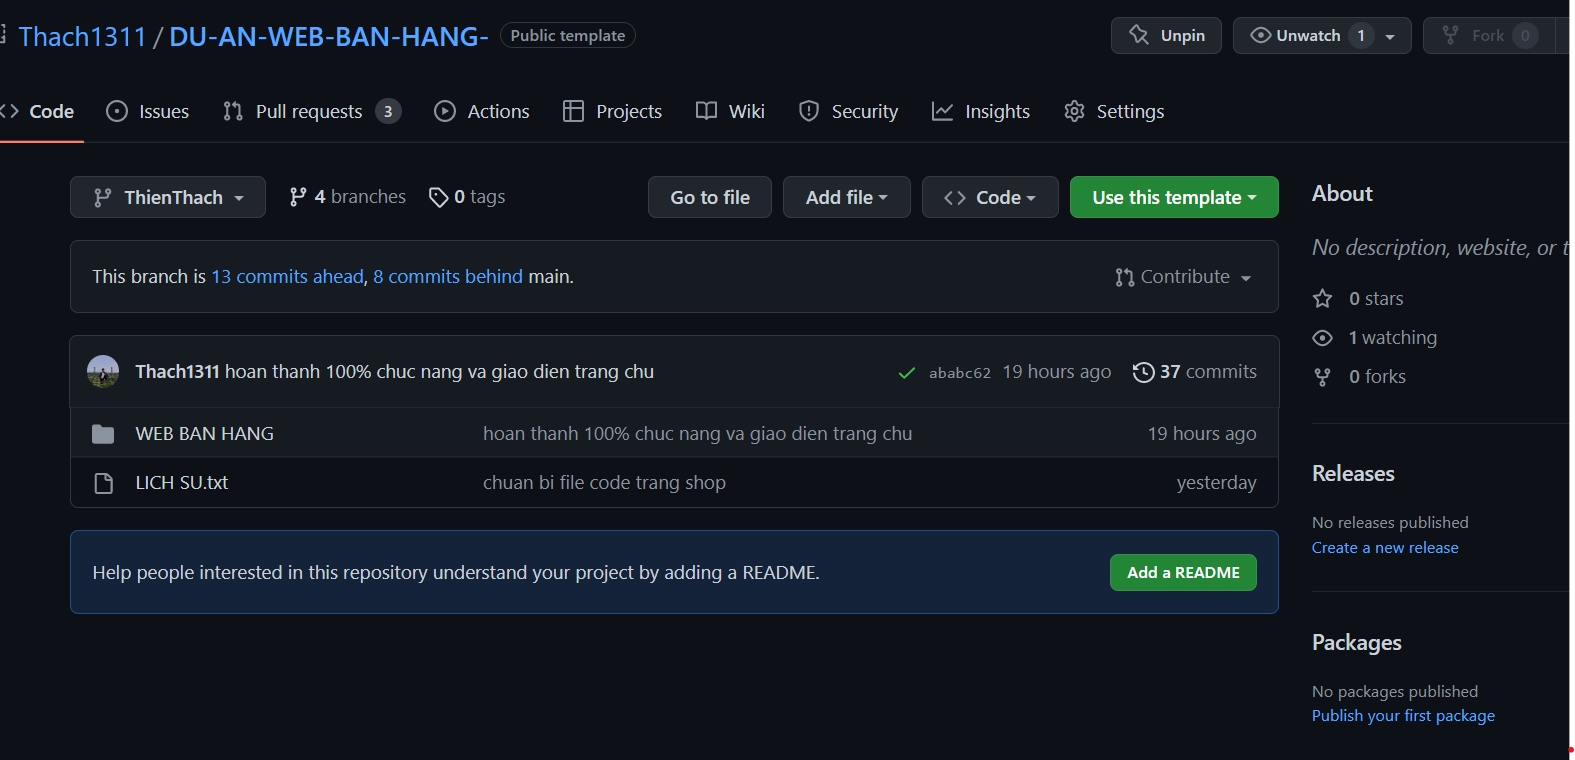 Thach1311 / DU-AN-WEB-BAN-HANG- Public template Unpin Unwatch 1 Fork 0
Code Issues Pull requests 3 Actions Projects Wiki Security Insights Settings
ThienThach 4 branches 0 tags Go to file Add file Code Use this template
This branch is 13 commits ahead, 8 commits behind main. Contribute
Thach1311 hoan thanh 100% chuc nang va giao dien trang chu ababc62 19 hours ago 37 commits
WEB BAN HANG hoan thanh 100% chuc nang va giao dien trang chu 19 hours ago
LICH SU.txt chuan bi file code trang shop yesterday
Help people interested in this repository understand your project by adding a README. Add a README
About
No description, website, or t
0 stars
1 watching
0 forks
Releases
No releases published
Create a new release
Packages
No packages published
Publish your first package